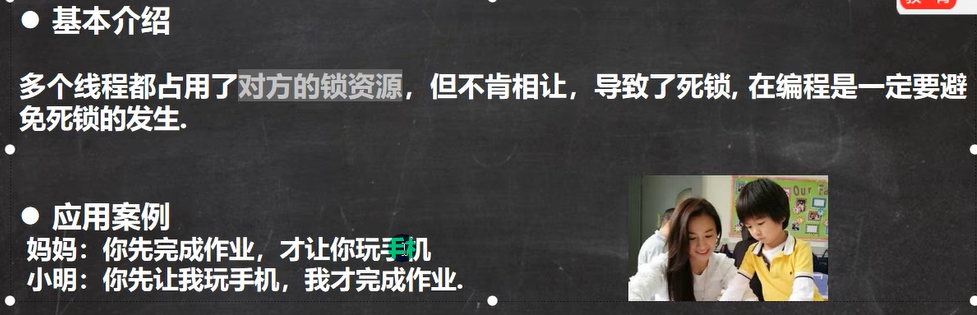 ● 基本介绍
多个线程都占用了对方的锁资源，但不肯相让，导致了死锁, 在编程是一定要避
免死锁的发生.
● 应用案例
妈妈：你先完成作业，才让你玩手机
小明：你先让我玩手机，我才完成作业.